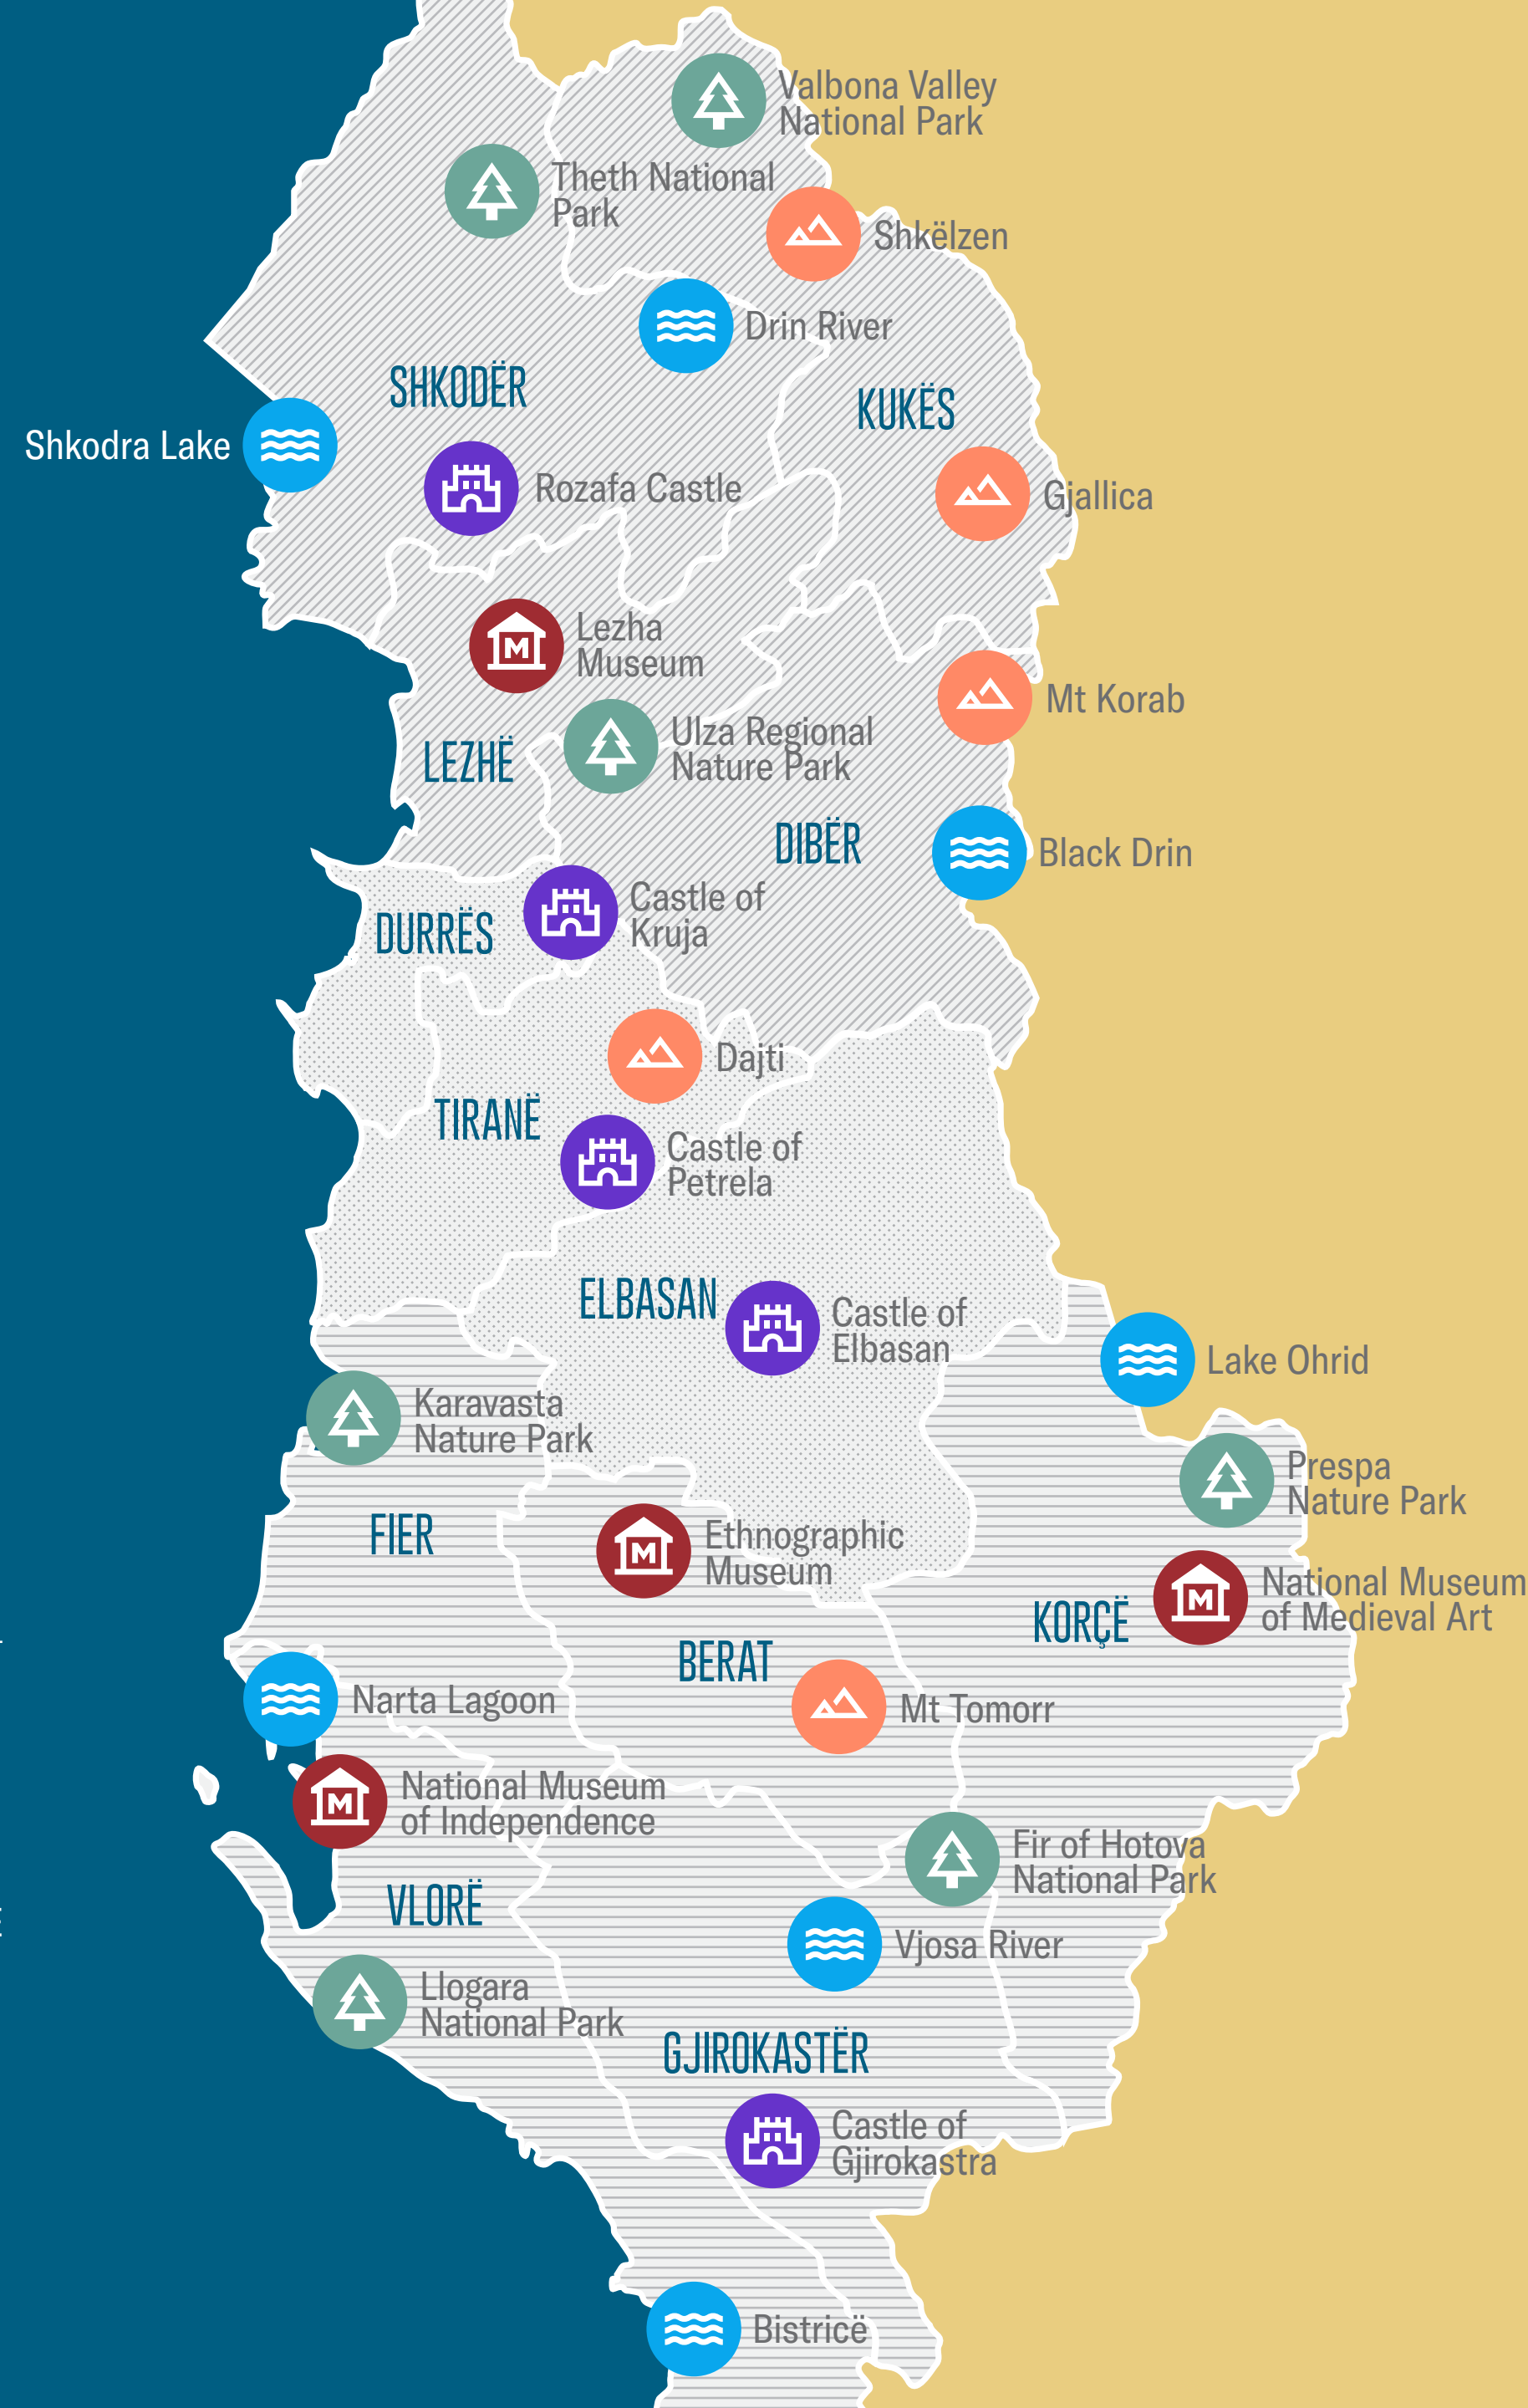 Valbona Valley
National Park
Theth National
Park
Shkëlzen
Drin River
SHKODËR
KUKËS
Shkodra Lake
Rozafa Castle
Gjallica
Lezha
Museum
Mt Korab
Ulza Regional
Nature Park
LEZHË
DIBËR
Black Drin
Castle of
Kruja
DURRËS
Dajti
TIRANË
Castle of
Petrela
ELBASAN
Castle of
Elbasan
Lake Ohrid
Karavasta
Nature Park
Prespa
Nature Park
FIER
Ethnographic
Museum
National Museum
of Medieval Art
KORÇË
BERAT
Narta Lagoon
Mt Tomorr
National Museum
of Independence
Fir of Hotova
National Park
VLORË
Vjosa River
Llogara
National Park
GJIROKASTËR
Castle of
Gjirokastra
Bistricë
M
M
M
M